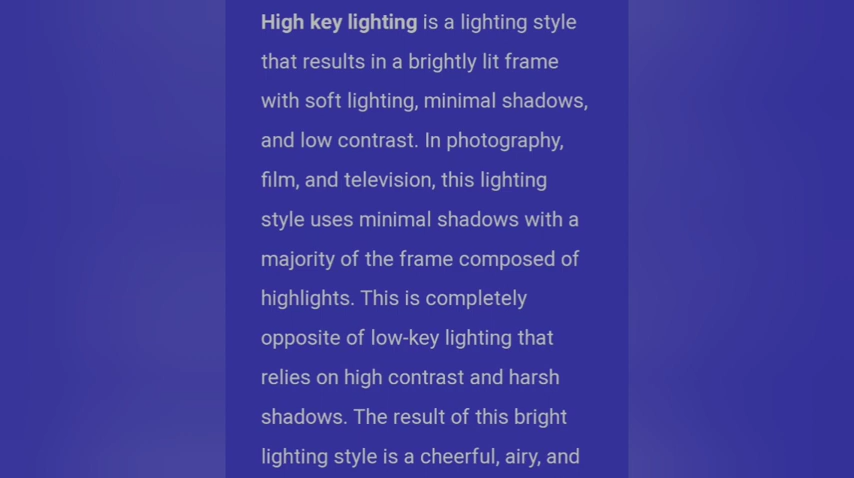 High key lighting is a lighting style
that results in a brightly lit frame
with soft lighting, minimal shadows,
and low contrast. In photography,
film, and television, this lighting
style uses minimal shadows with a
majority of the frame composed of
highlights. This is completely
opposite of low-key lighting that
relies on high contrast and harsh
shadows. The result of this bright
lighting style is a cheerful, airy, and